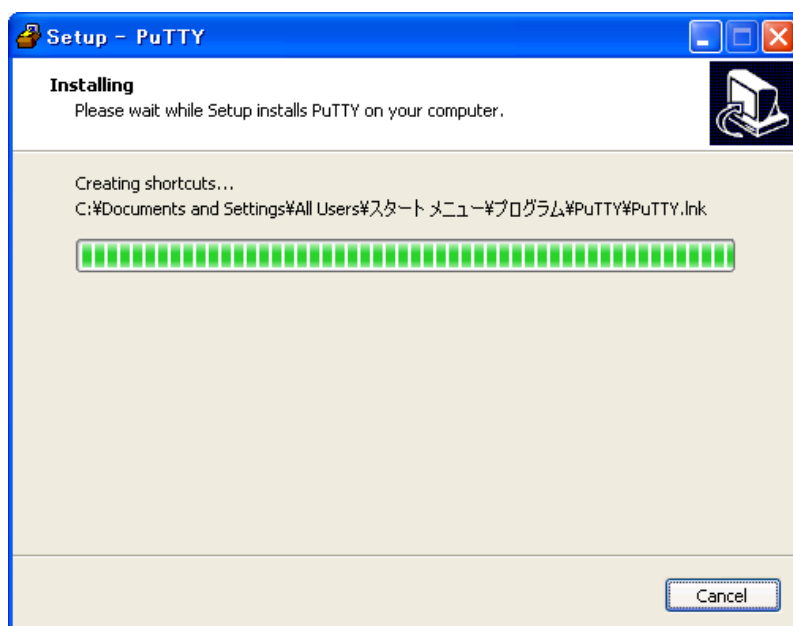 Setup - PuTTY
Installing
Please wait while Setup installs PuTTY on your computer.
Creating shortcuts...
C:¥Documents and Settings¥All Users¥スタート メニュー¥プログラム¥PuTTY¥PuTTY.lnk
Cancel